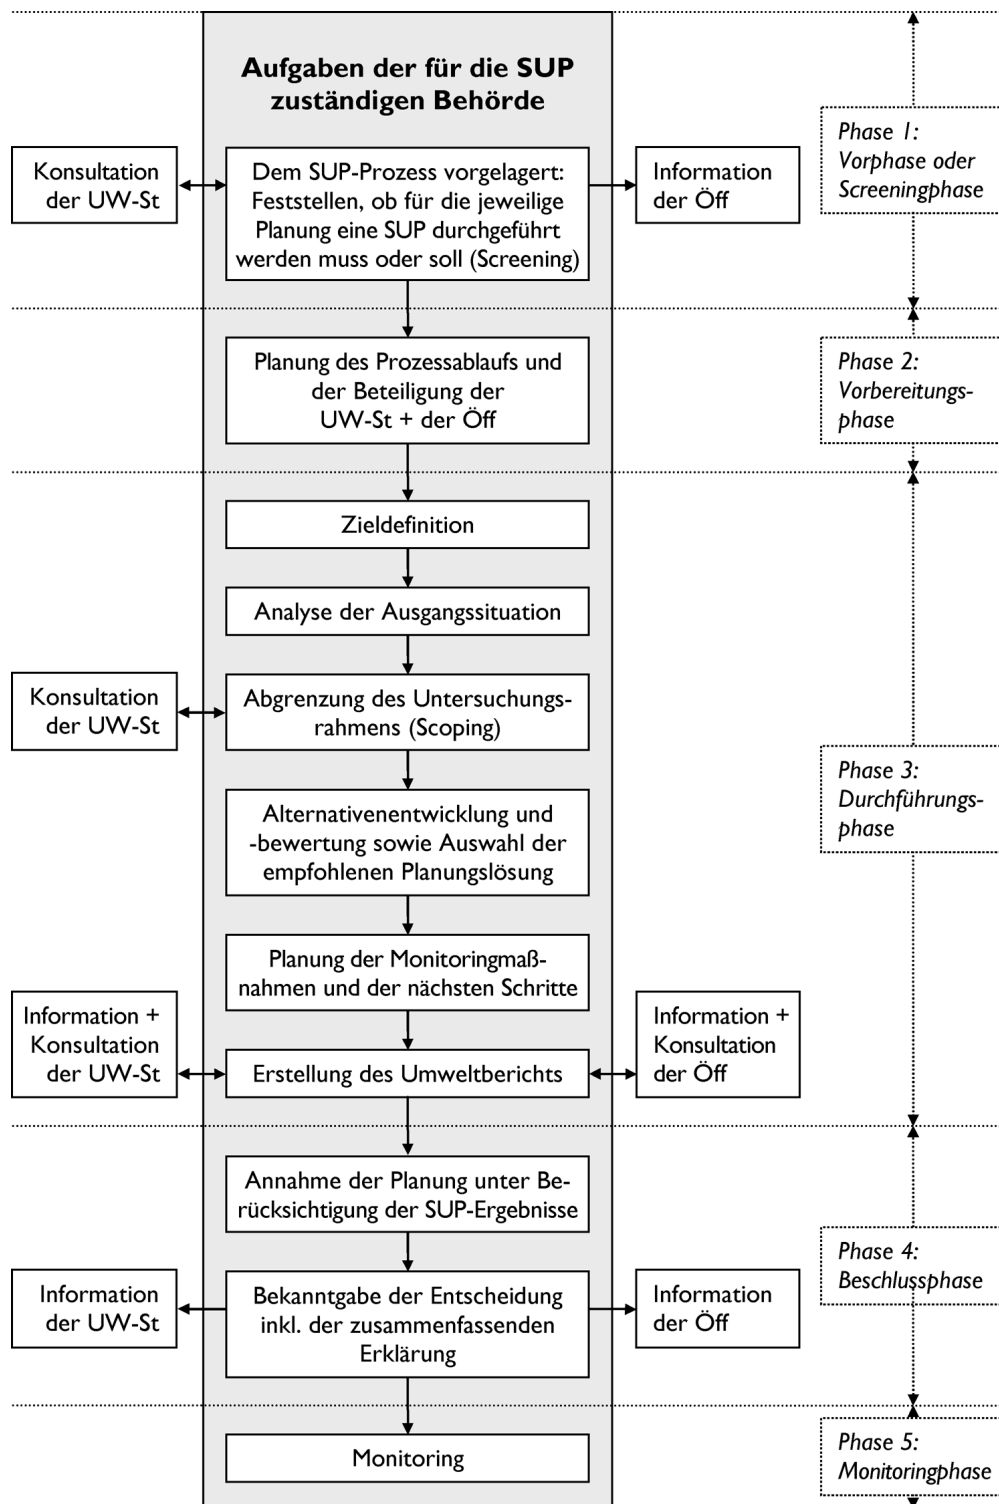 Aufgaben der für die SUP
zuständigen Behörde
Phase 1:
Vorphase oder
Screeningphase
Konsultation
der UW-St
Dem SUP-Prozess vorgelagert:
Feststellen, ob für die jeweilige
Planung eine SUP durchgeführt
werden muss oder soll (Screening)
Information
der Öff
Planung des Prozessablaufs und
der Beteiligung der
UW-St + der Öff
Phase 2:
Vorbereitungs-
phase
Zieldefinition
Analyse der Ausgangssituation
Konsultation
der UW-St
Abgrenzung des Untersuchungs-
rahmens (Scoping)
Phase 3:
Durchführungs-
phase
Alternativenentwicklung und
-bewertung sowie Auswahl der
empfohlenen Planungslösung
Planung der Monitoringmaß-
nahmen und der nächsten Schritte
Information +
Konsultation
der UW-St
Erstellung des Umweltberichts
Information +
Konsultation
der Öff
Annahme der Planung unter Be-
rücksichtigung der SUP-Ergebnisse
Phase 4:
Beschlussphase
Information
der UW-St
Bekanntgabe der Entscheidung
inkl. der zusammenfassenden
Erklärung
Information
der Öff
Monitoring
Phase 5:
Monitoringphase